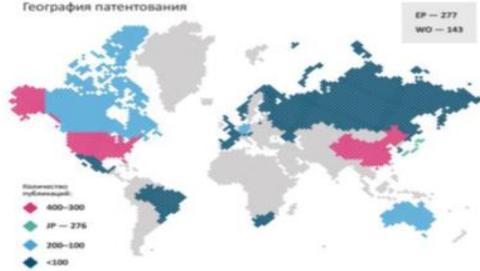 География патентования
EP — 277
WO — 143
Количество
публикаций:
400–300
JP — 276
200–100
<100